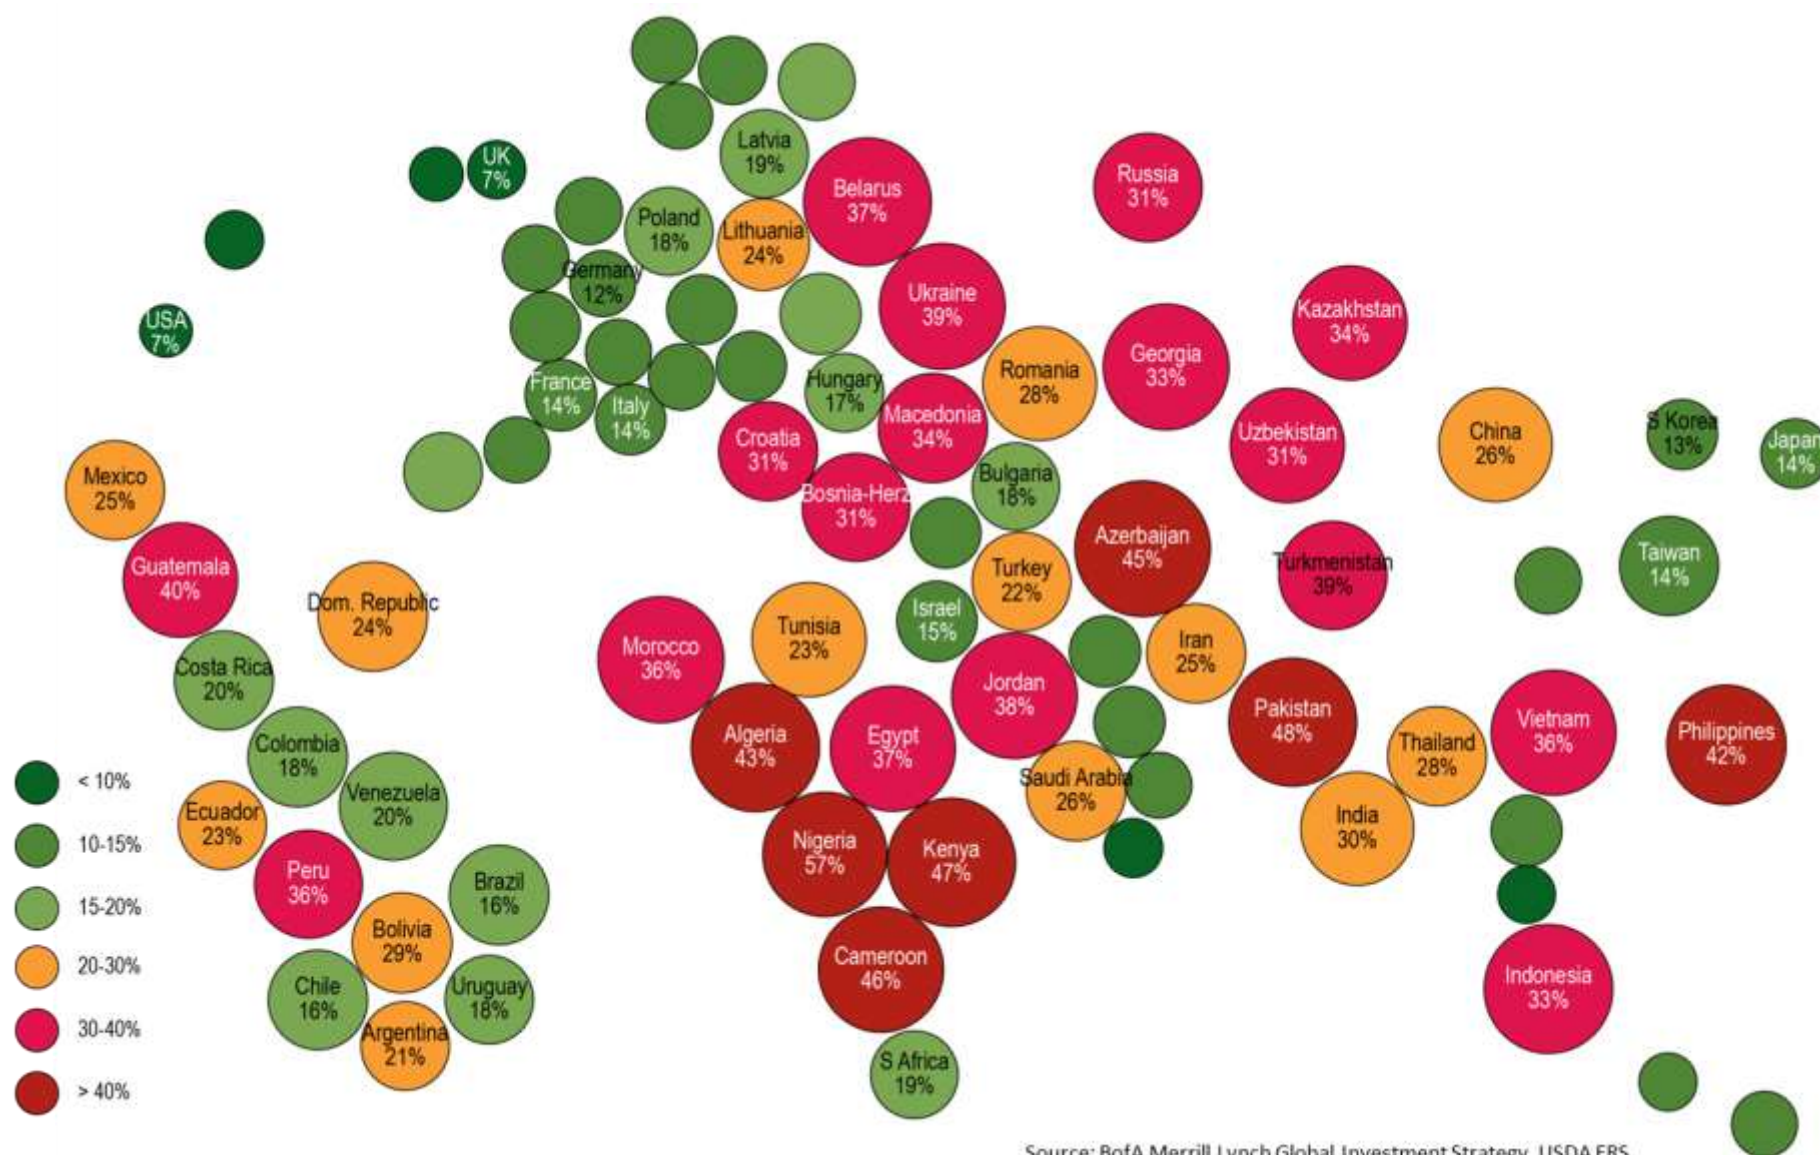 Latvia
19%
UK
7%
Belarus
37%
Russia
31%
Poland
18%
Lithuania
24%
Germany
12%
Ukraine
39%
Kazakhstan
34%
USA
7%
Georgia
33%
Romania
28%
France
14%
Italy
14%
Hungary
17%
Macedonia
34%
Croatia
31%
Uzbekistan
31%
China
26%
S Korea
13%
Japan
14%
Mexico
25%
Bosnia-Herz
31%
Bulgaria
18%
Azerbaijan
45%
Guatemala
40%
Turkey
22%
Turkmenistan
39%
Taiwan
14%
Dom. Republic
24%
Israel
15%
Tunisia
23%
Morocco
36%
Iran
25%
Costa Rica
20%
Jordan
38%
Algeria
43%
Egypt
37%
Pakistan
48%
Vietnam
36%
Philippines
42%
Thailand
28%
Colombia
18%
Saudi Arabia
26%
Venezuela
20%
Ecuador
23%
India
30%
Nigeria
57%
Kenya
47%
Peru
36%
Brazil
16%
Bolivia
29%
Cameroon
46%
Indonesia
33%
Chile
16%
Uruguay
18%
Argentina
21%
S Africa
19%
< 10%
10-15%
15-20%
20-30%
30-40%
> 40%
Source: BofA Merrill Lynch Global Investment Strategy, USDA ERS